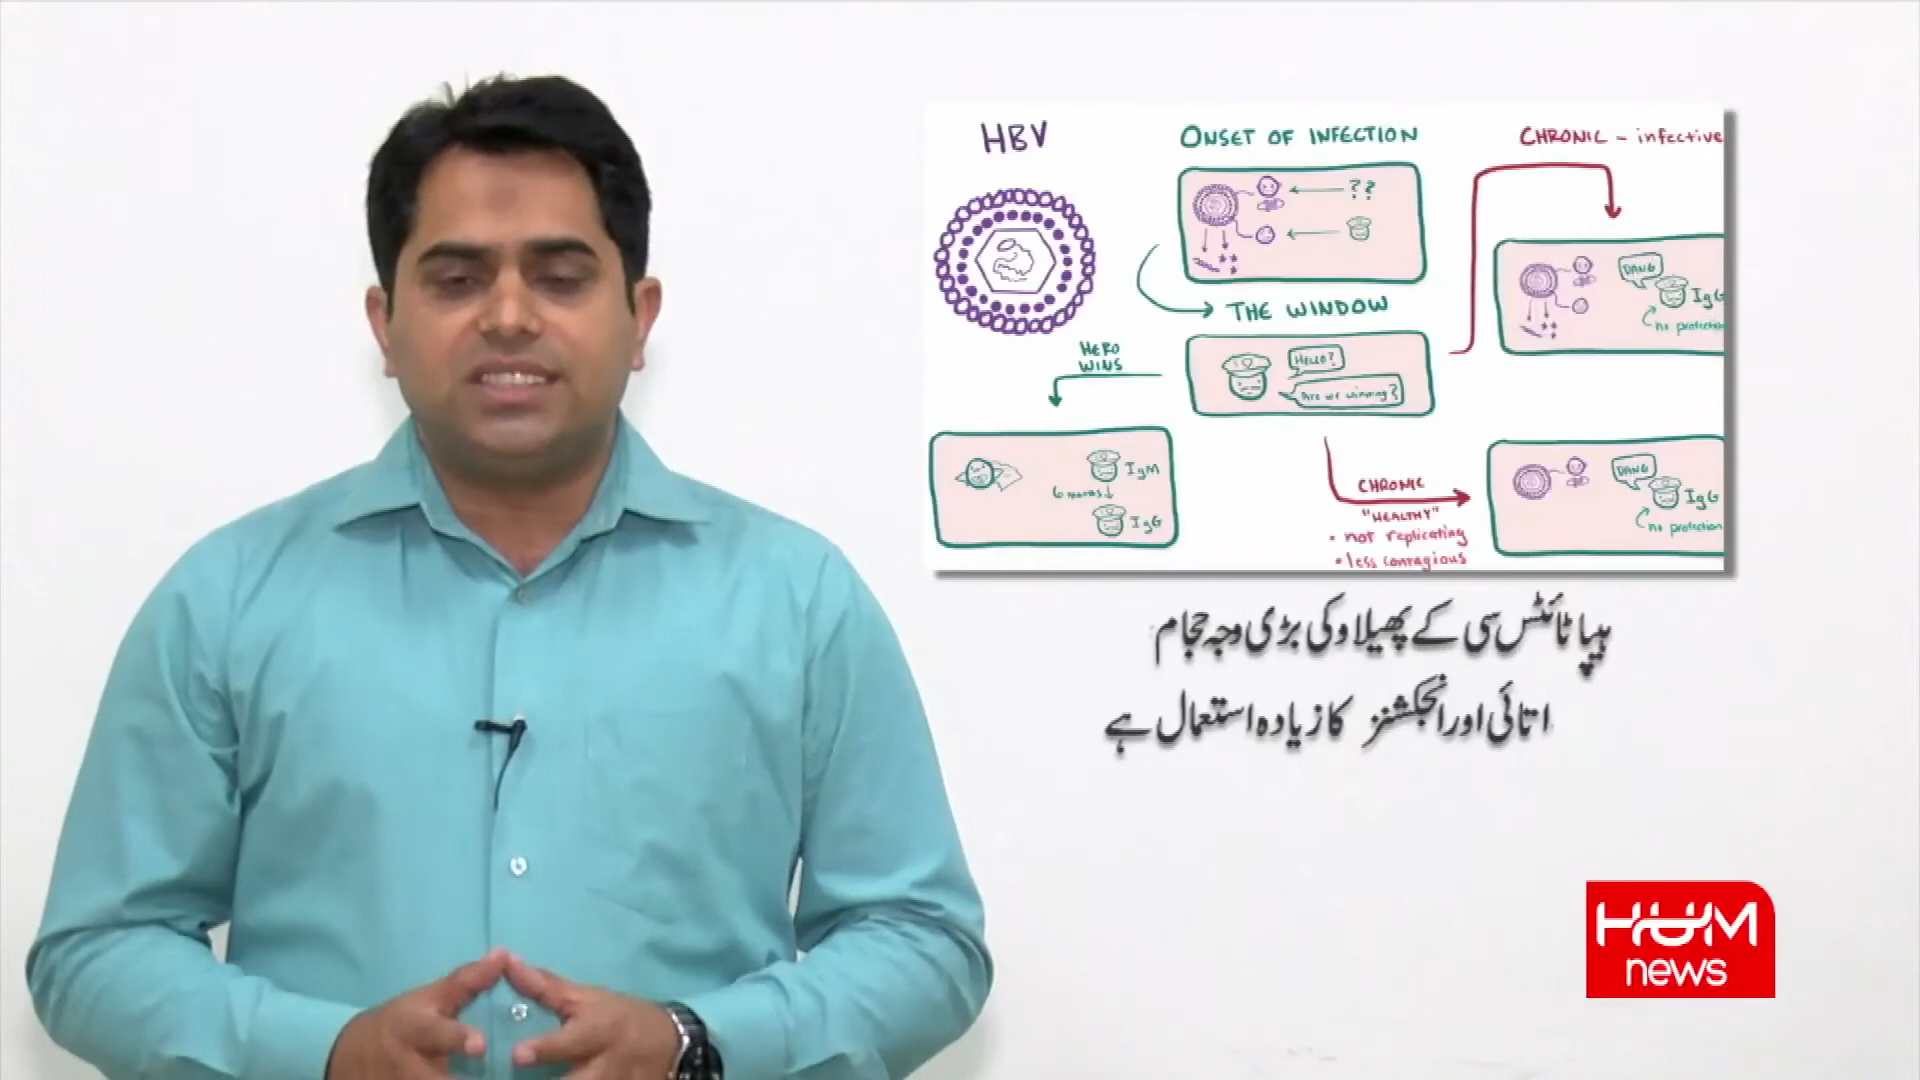 HBV
ONSET OF INFECTION
??
THE WINDOW
HELLO?
Are we winning?
HERO
WINS
IgM
6 months
IgG
CHRONIC - infective
DANG
IgG
no protection
CHRONIC
"HEALTHY"
• not replicating
• less contagious
DANG
IgG
no protection
ہیپاٹائٹس سی کے پھیلاو کی بڑی وجہ حجام
اتائی اور انجکشنز کا زیادہ استعمال ہے
HUM
news